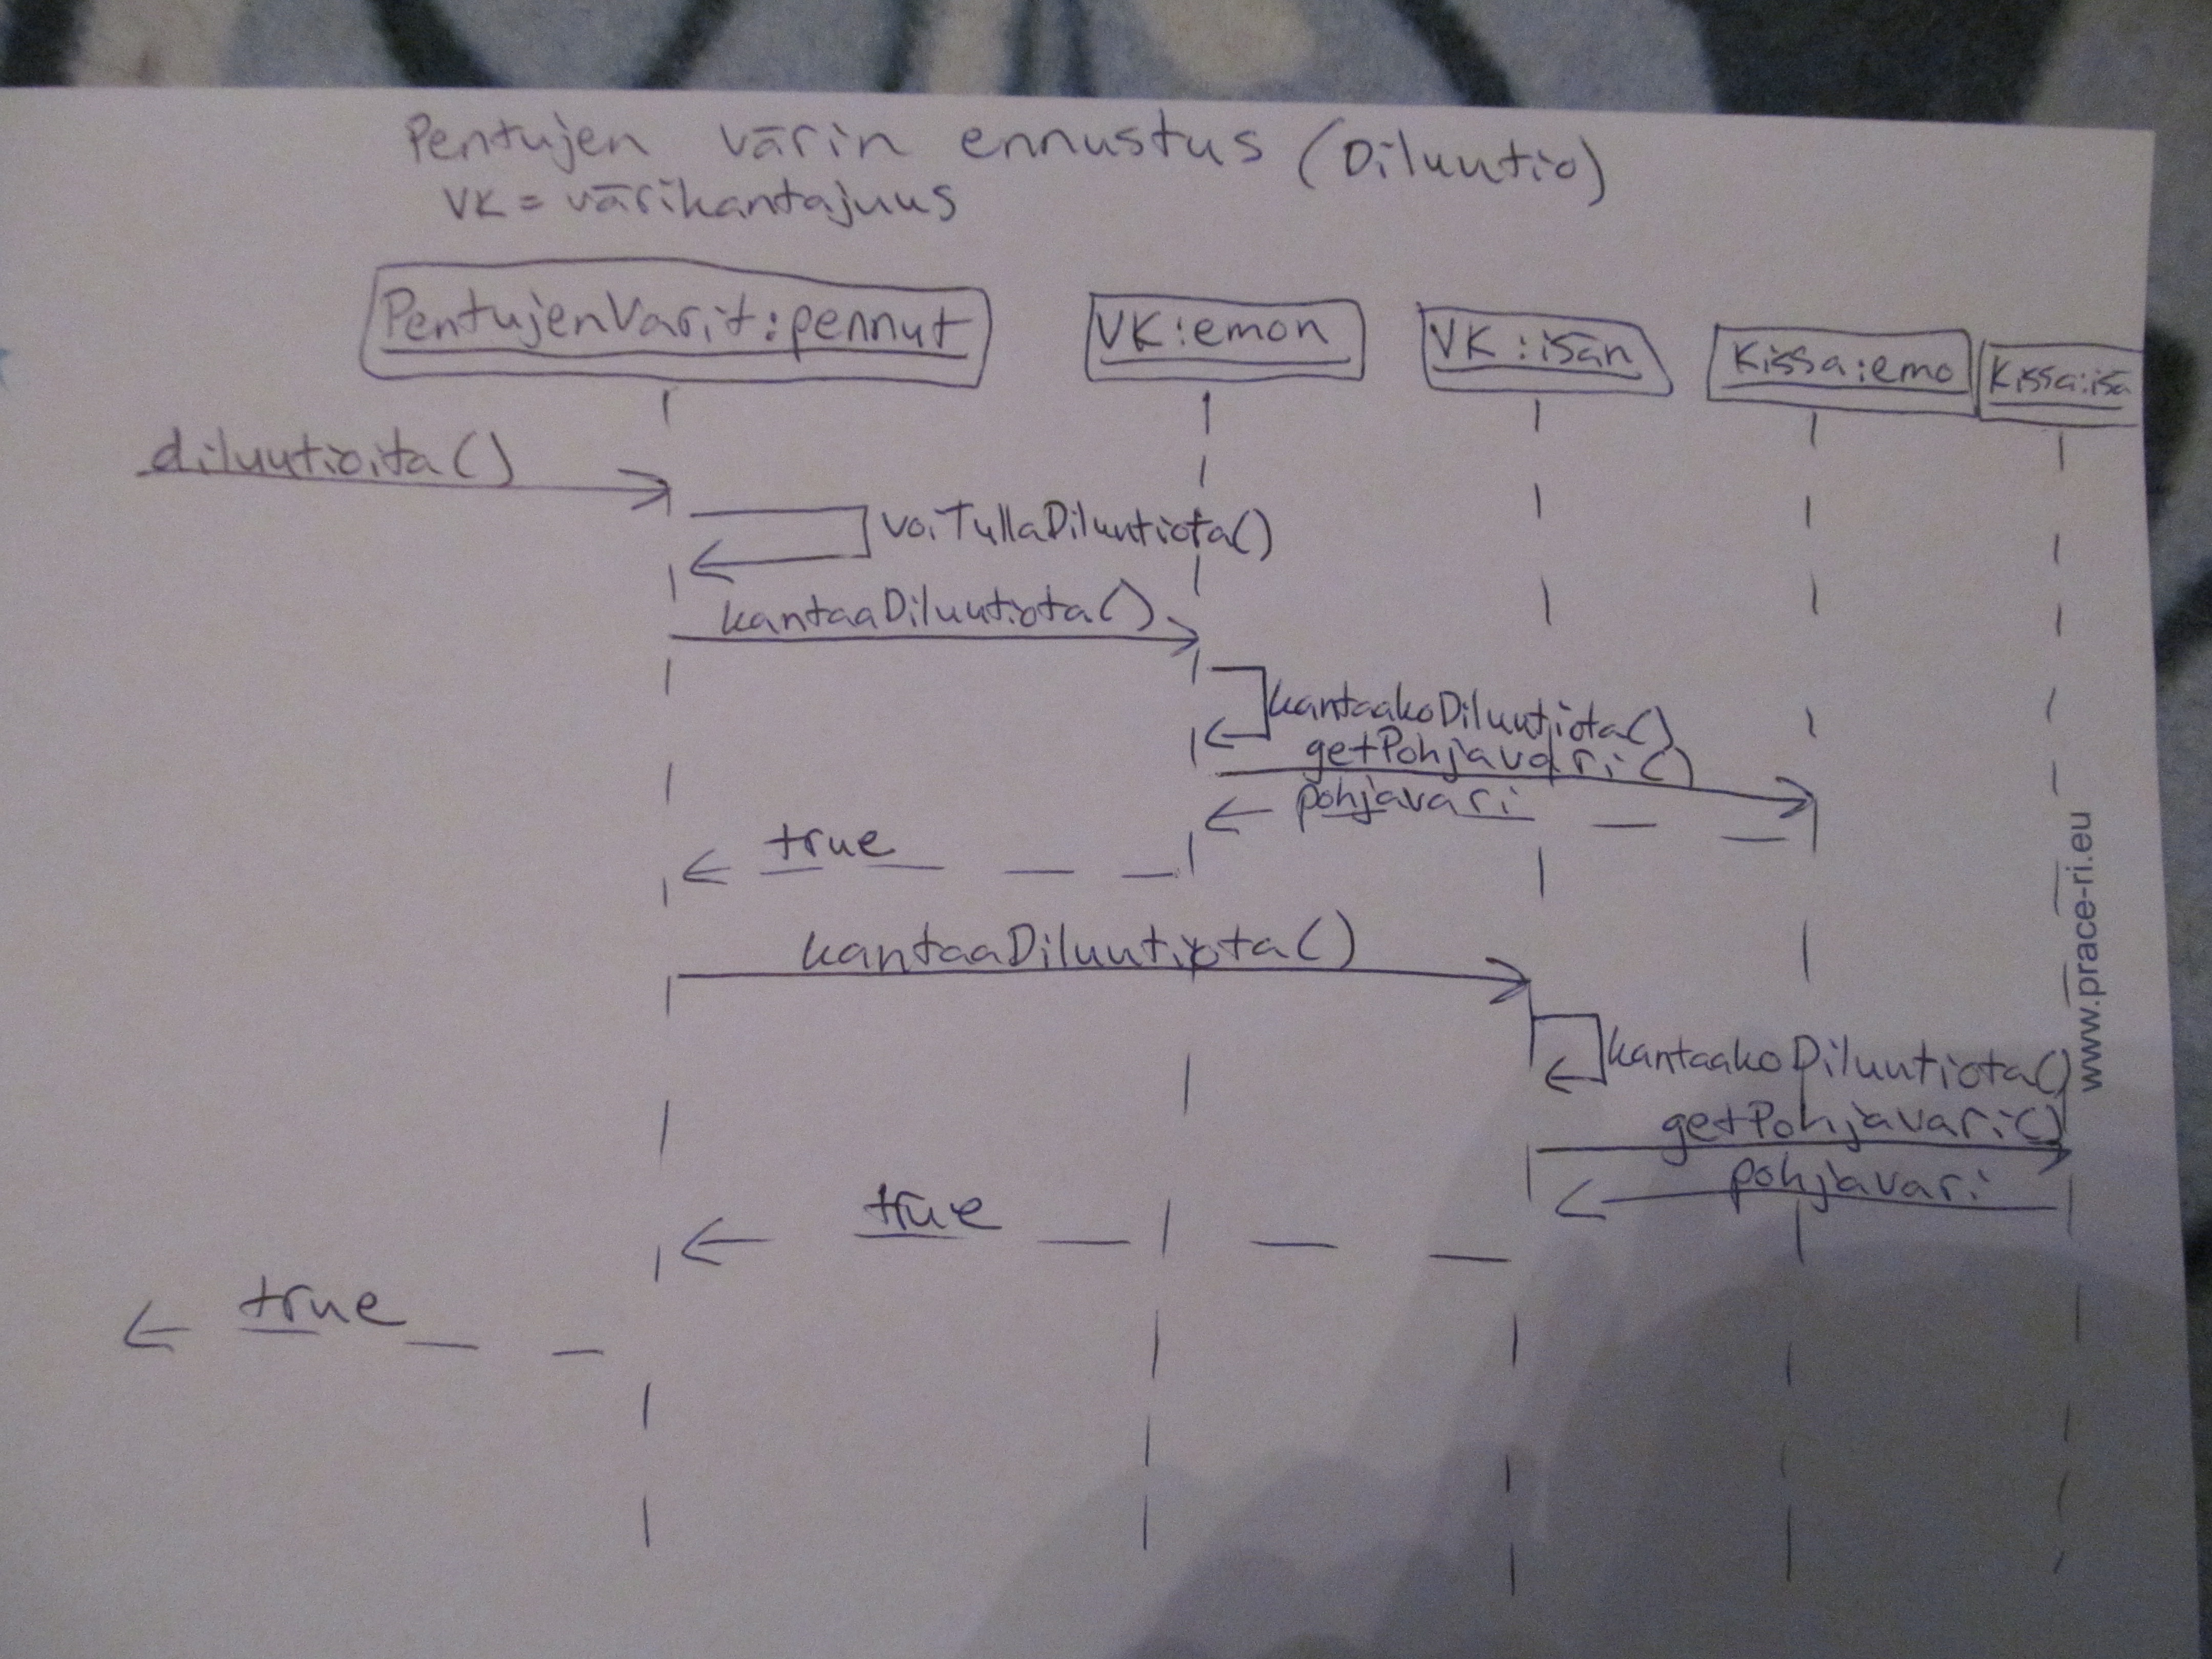 Pentujen värin ennustus (Diluutio)
VK = värikantajuus
PentujenVarit:pennut
VK:emon
VK:isän
Kissa:emo
Kissa:isä
diluutioita()
voiTullaDiluutiota()
kantaaDiluutiota()
kantaakoDiluutiota()
getPohjavari()
pohjavari
true
kantaaDiluutiota()
kantaakoDiluutiota()
getPohjavari()
pohjavari
true
true
www.prace-ri.eu